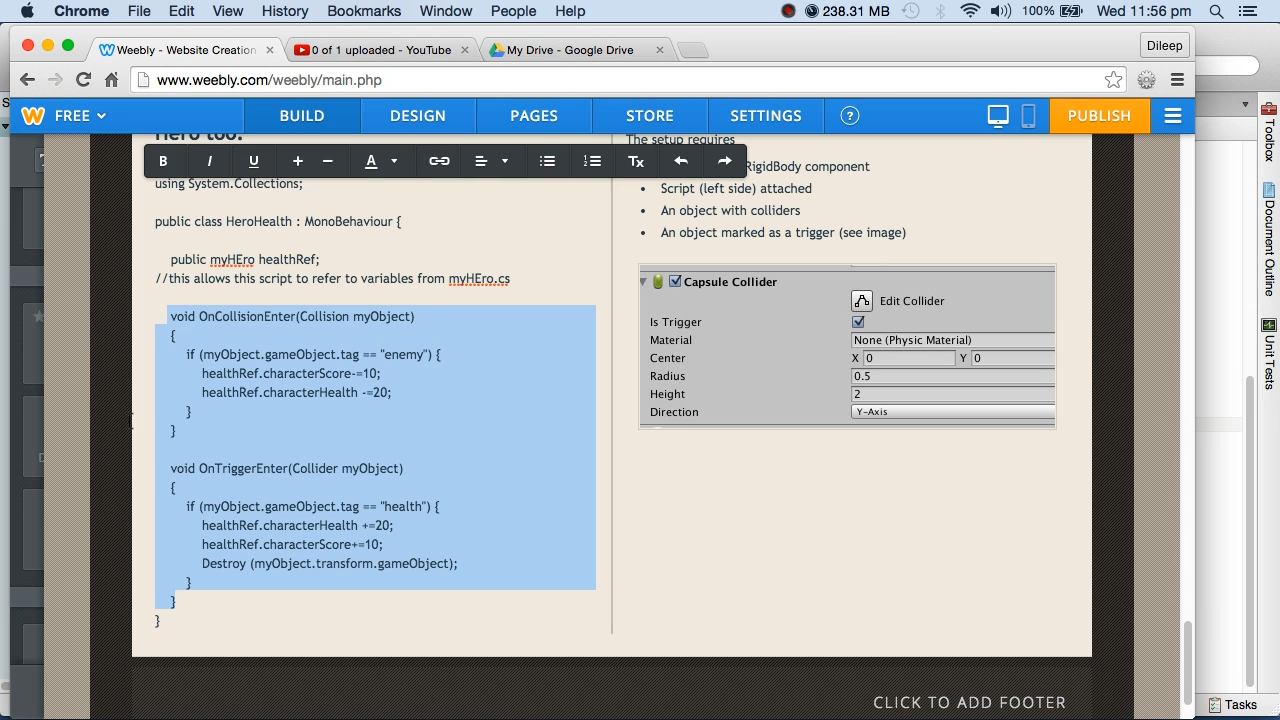 Chrome File Edit View History Bookmarks Window People Help 238.31 MB 100% Wed 11:56 pm
Weebly - Website Creation
0 of 1 uploaded - YouTube
My Drive - Google Drive
Dileep
www.weebly.com/weebly/main.php
W FREE BUILD DESIGN PAGES STORE SETTINGS ? PUBLISH
Hero too.
B I U + − A Tx
using System.Collections;
public class HeroHealth : MonoBehaviour {
public myHEro healthRef;
//this allows this script to refer to variables from myHEro.cs
void OnCollisionEnter(Collision myObject)
{
if (myObject.gameObject.tag == "enemy") {
healthRef.characterScore-=10;
healthRef.characterHealth -=20;
}
}
void OnTriggerEnter(Collider myObject)
{
if (myObject.gameObject.tag == "health") {
healthRef.characterHealth +=20;
healthRef.characterScore+=10;
Destroy (myObject.transform.gameObject);
}
}
}
The setup requires
RigidBody component
• Script (left side) attached
• An object with colliders
• An object marked as a trigger (see image)
Capsule Collider
Edit Collider
Is Trigger
Material None (Physic Material)
Center X 0 Y 0
Radius 0.5
Height 2
Direction Y-Axis
CLICK TO ADD FOOTER
Toolbox
Document Outline
Unit Tests
Tasks